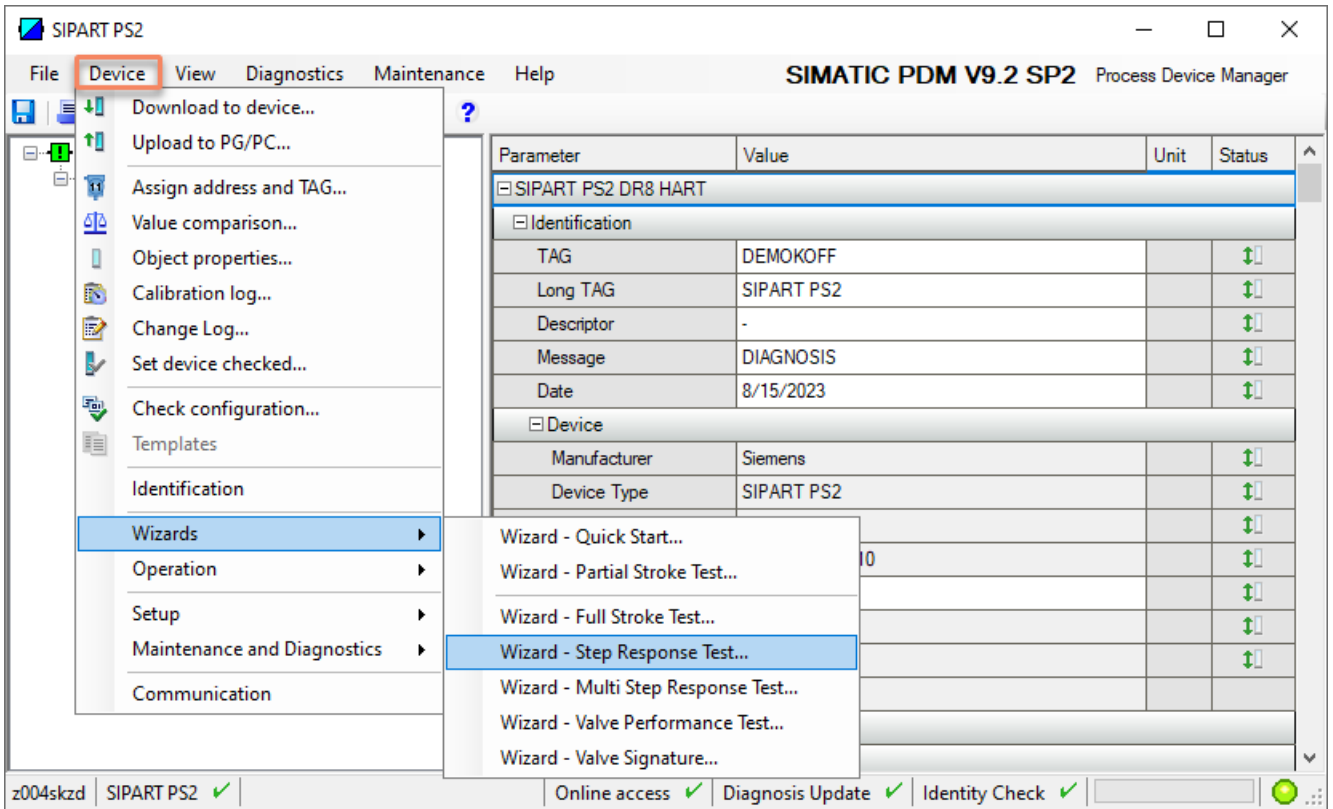 SIPART PS2
File Device View Diagnostics Maintenance Help SIMATIC PDM V9.2 SP2 Process Device Manager
Download to device...
Upload to PG/PC...
Assign address and TAG...
Value comparison...
Object properties...
Calibration log...
Change Log...
Set device checked...
Check configuration...
Templates
Identification
Wizards
Operation
Setup
Maintenance and Diagnostics
Communication
Wizard - Quick Start...
Wizard - Partial Stroke Test...
Wizard - Full Stroke Test...
Wizard - Step Response Test...
Wizard - Multi Step Response Test...
Wizard - Valve Performance Test...
Wizard - Valve Signature...
?
Parameter Value Unit Status
SIPART PS2 DR8 HART
Identification
TAG DEMOKOFF
Long TAG SIPART PS2
Descriptor -
Message DIAGNOSIS
Date 8/15/2023
Device
Manufacturer Siemens
Device Type SIPART PS2
z004skzd SIPART PS2 Online access Diagnosis Update Identity Check